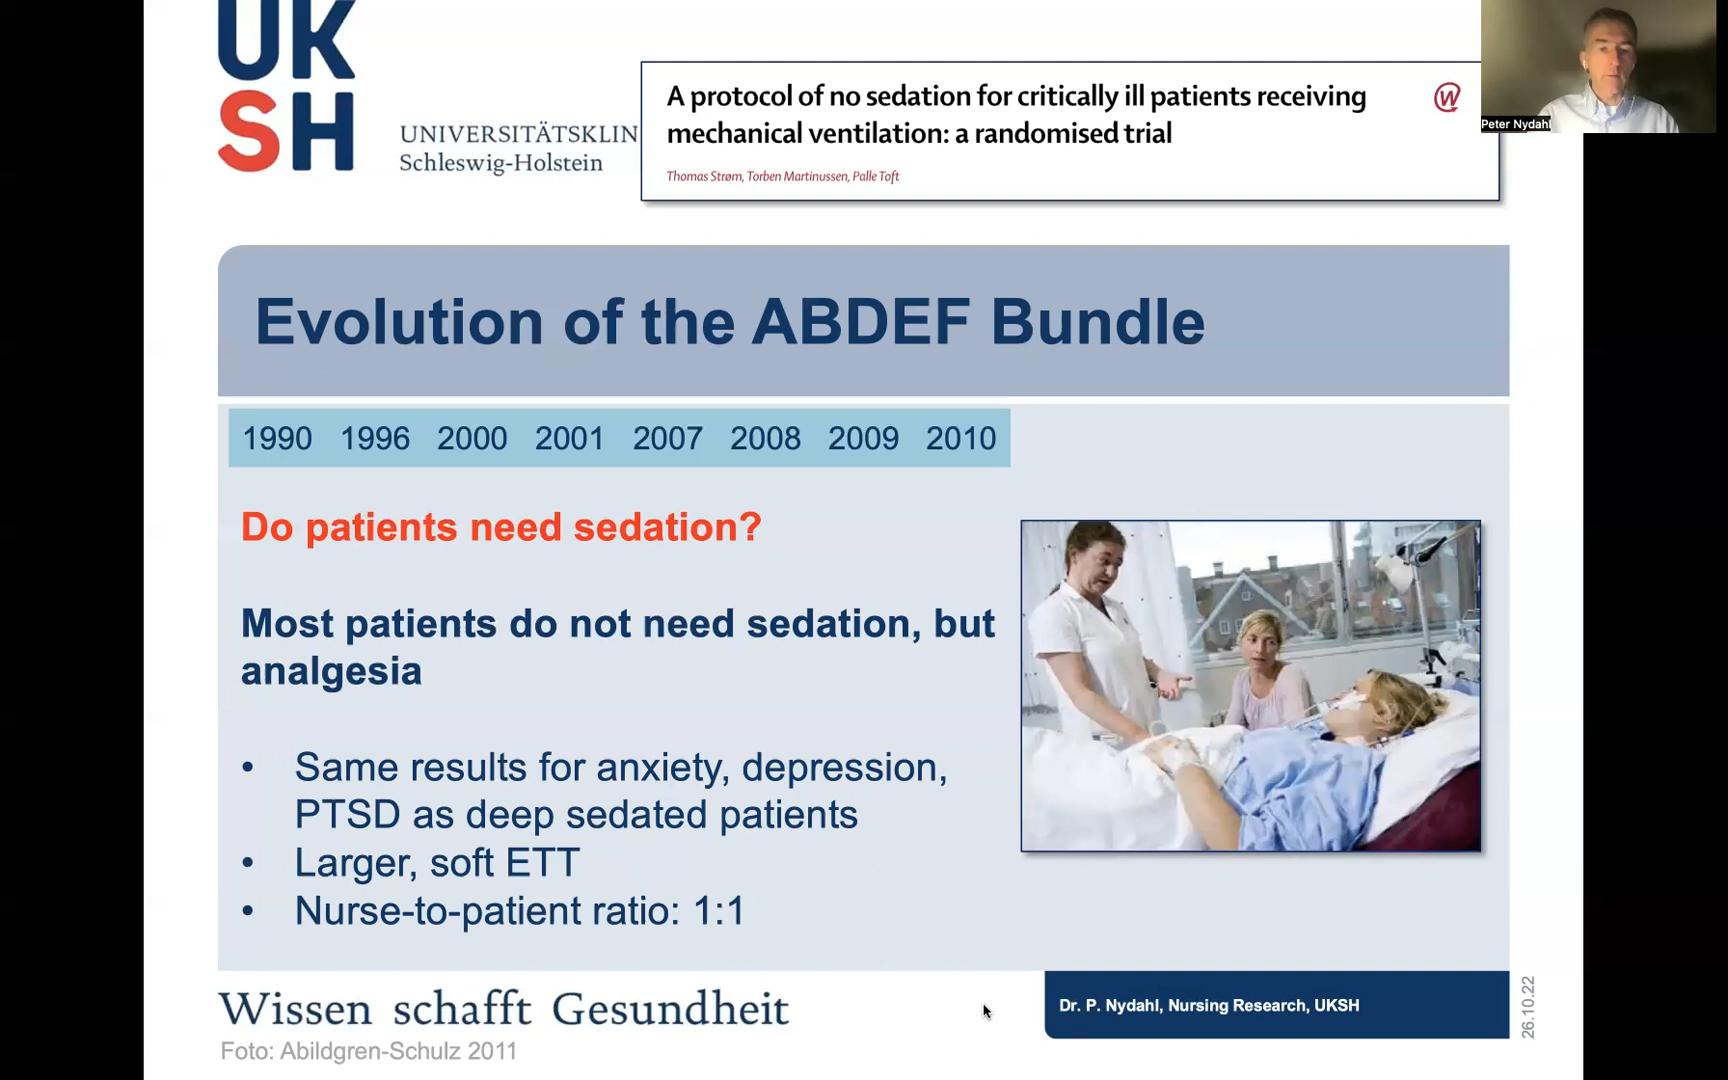 UK
SH
UNIVERSITÄTSKLIN
Schleswig-Holstein
A protocol of no sedation for critically ill patients receiving
mechanical ventilation: a randomised trial
Thomas Strøm, Torben Martinussen, Palle Toft
W
Peter Nydahl
Evolution of the ABDEF Bundle
1990 1996 2000 2001 2007 2008 2009 2010
Do patients need sedation?
Most patients do not need sedation, but
analgesia
• Same results for anxiety, depression,
PTSD as deep sedated patients
• Larger, soft ETT
• Nurse-to-patient ratio: 1:1
Wissen schafft Gesundheit
Foto: Abildgren-Schulz 2011
Dr. P. Nydahl, Nursing Research, UKSH
26.10.22